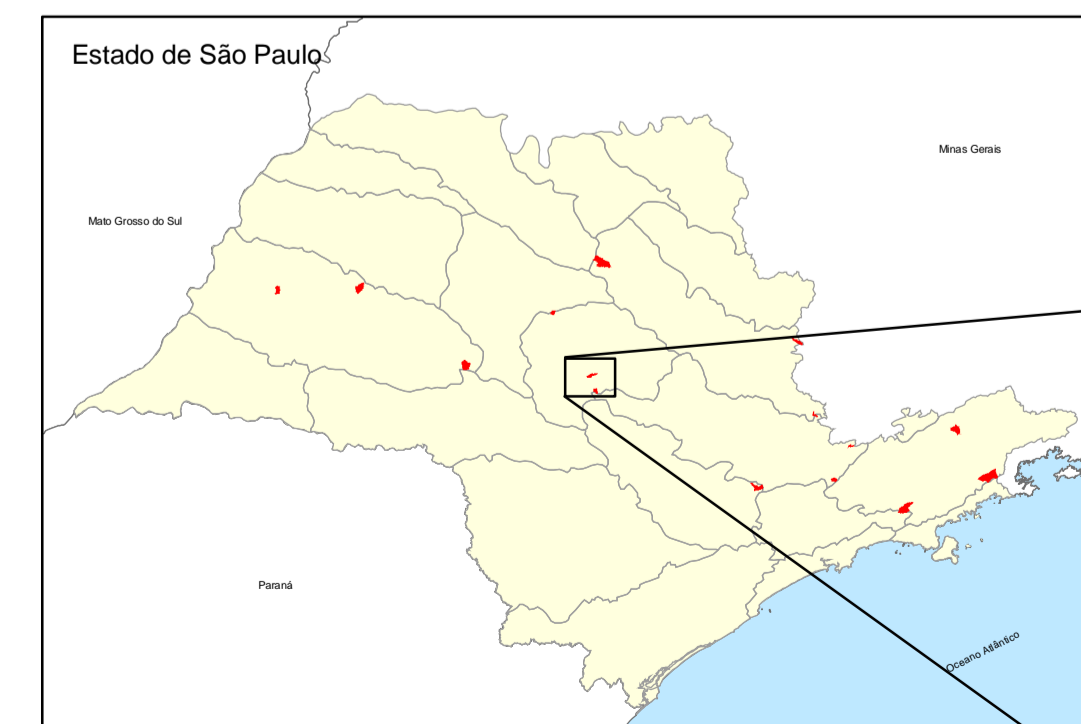 Estado de São Paulo
Minas Gerais
Mato Grosso do Sul
Paraná
Oceano Atlântico